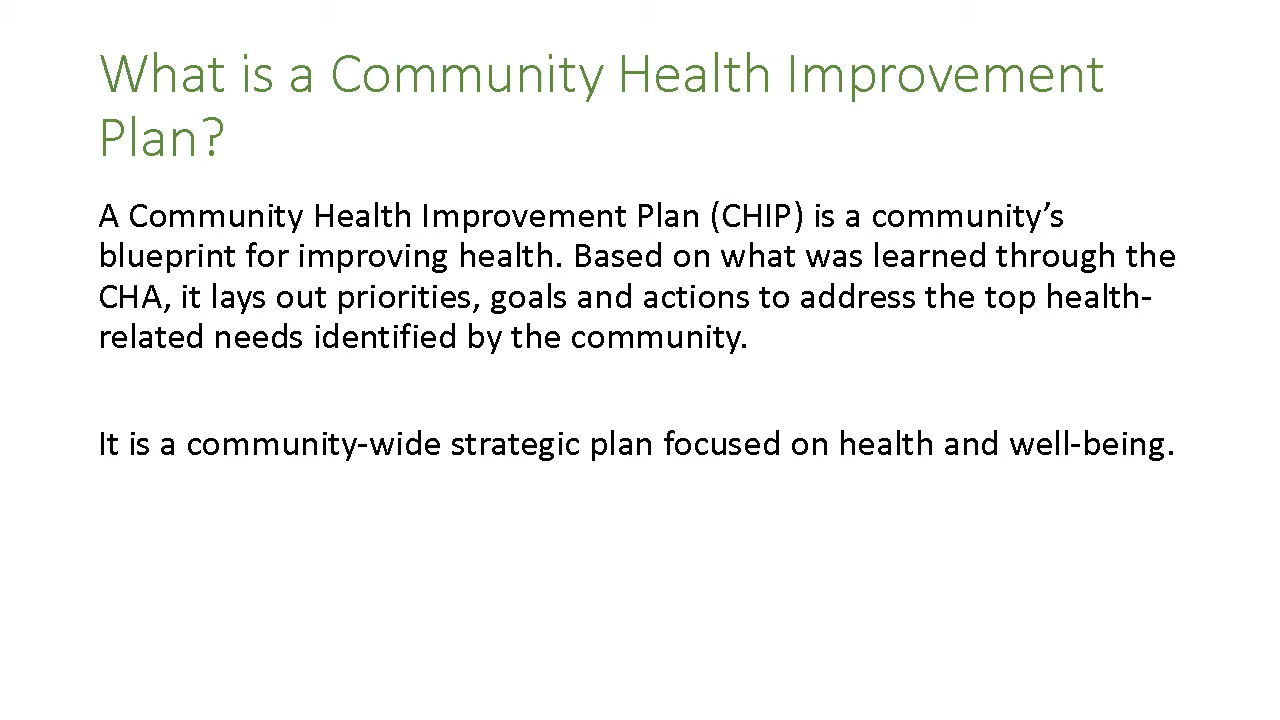 What is a Community Health Improvement
Plan?
A Community Health Improvement Plan (CHIP) is a community’s
blueprint for improving health. Based on what was learned through the
CHA, it lays out priorities, goals and actions to address the top health-
related needs identified by the community.
It is a community-wide strategic plan focused on health and well-being.